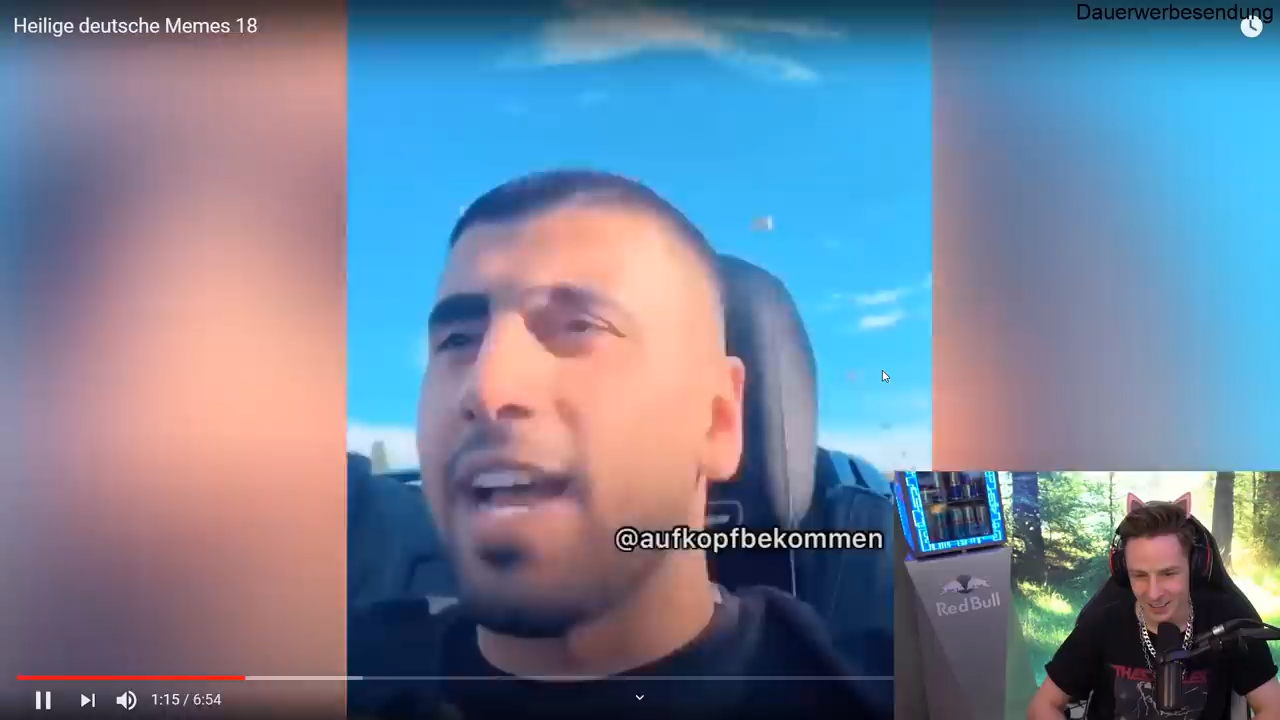 Heilige deutsche Memes 18
Dauerwerbesendung
@aufkopfbekommen
Red Bull
1:15 / 6:54